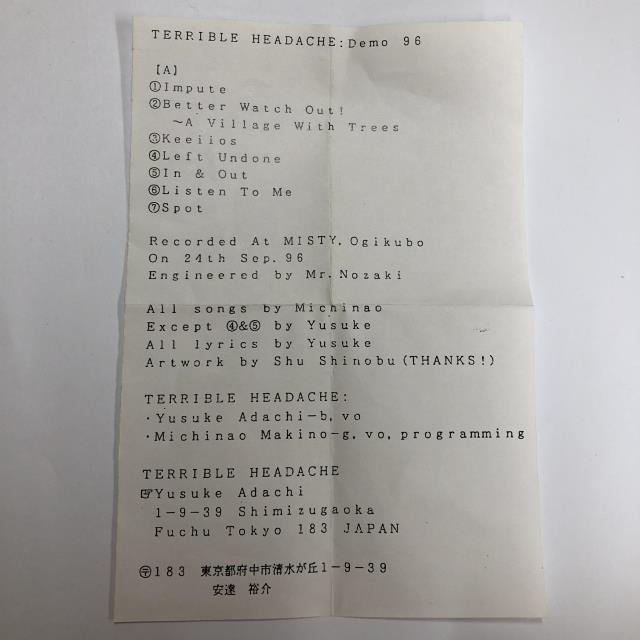 TERRIBLE HEADACHE:Demo 96
【A】
①Impute
②Better Watch Out!
～A Village With Trees
③Keeiios
④Left Undone
⑤In & Out
⑥Listen To Me
⑦Spot
Recorded At MISTY, Ogikubo
On 24th Sep. 96
Engineered by Mr. Nozaki
All songs by Michinao
Except ④&⑤ by Yusuke
All lyrics by Yusuke
Artwork by Shu Shinobu(THANKS!)
TERRIBLE HEADACHE:
・Yusuke Adachi–b, vo
・Michinao Makino–g, vo, programming
TERRIBLE HEADACHE
☞Yusuke Adachi
1-9-39 Shimizugaoka
Fuchu Tokyo 183 JAPAN
〶183 東京都府中市清水が丘1-9-39
安達 裕介